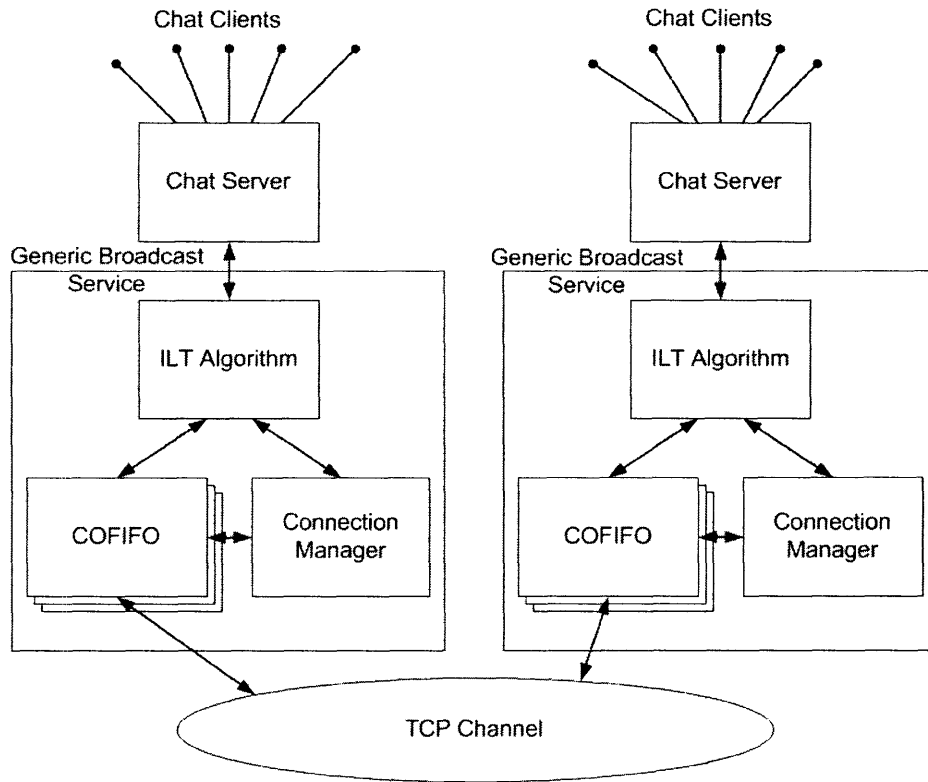 Chat Clients
Chat Clients
Chat Server
Chat Server
Generic Broadcast
Service
Generic Broadcast
Service
ILT Algorithm
ILT Algorithm
COFIFO
Connection
Manager
COFIFO
Connection
Manager
TCP Channel